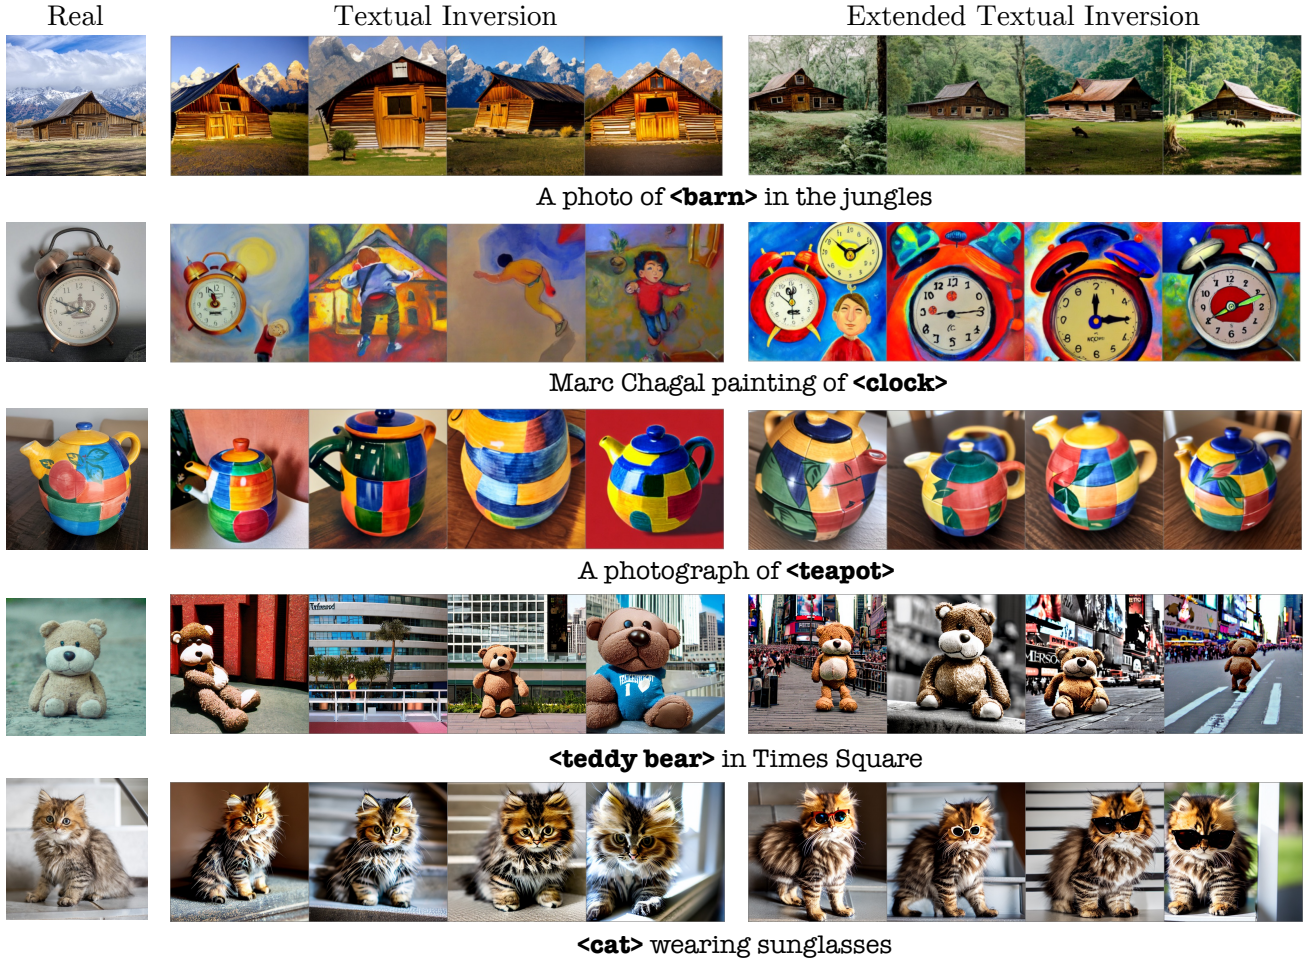 Real
Textual Inversion
Extended Textual Inversion
A photo of <barn> in the jungles
Marc Chagal painting of <clock>
A photograph of <teapot>
<teddy bear> in Times Square
<cat> wearing sunglasses